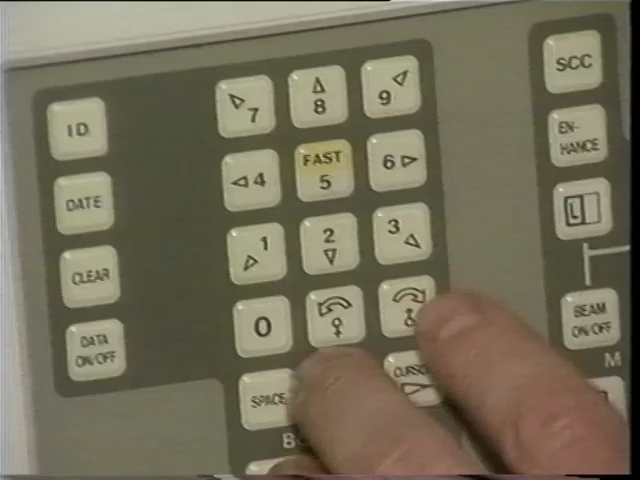 ID
DATE
CLEAR
DATA
ON/OFF
7
8
9
4
FAST
5
6
1
2
3
0
SPACE
SCC
EN-
HANCE
L
BEAM
ON/OFF
M